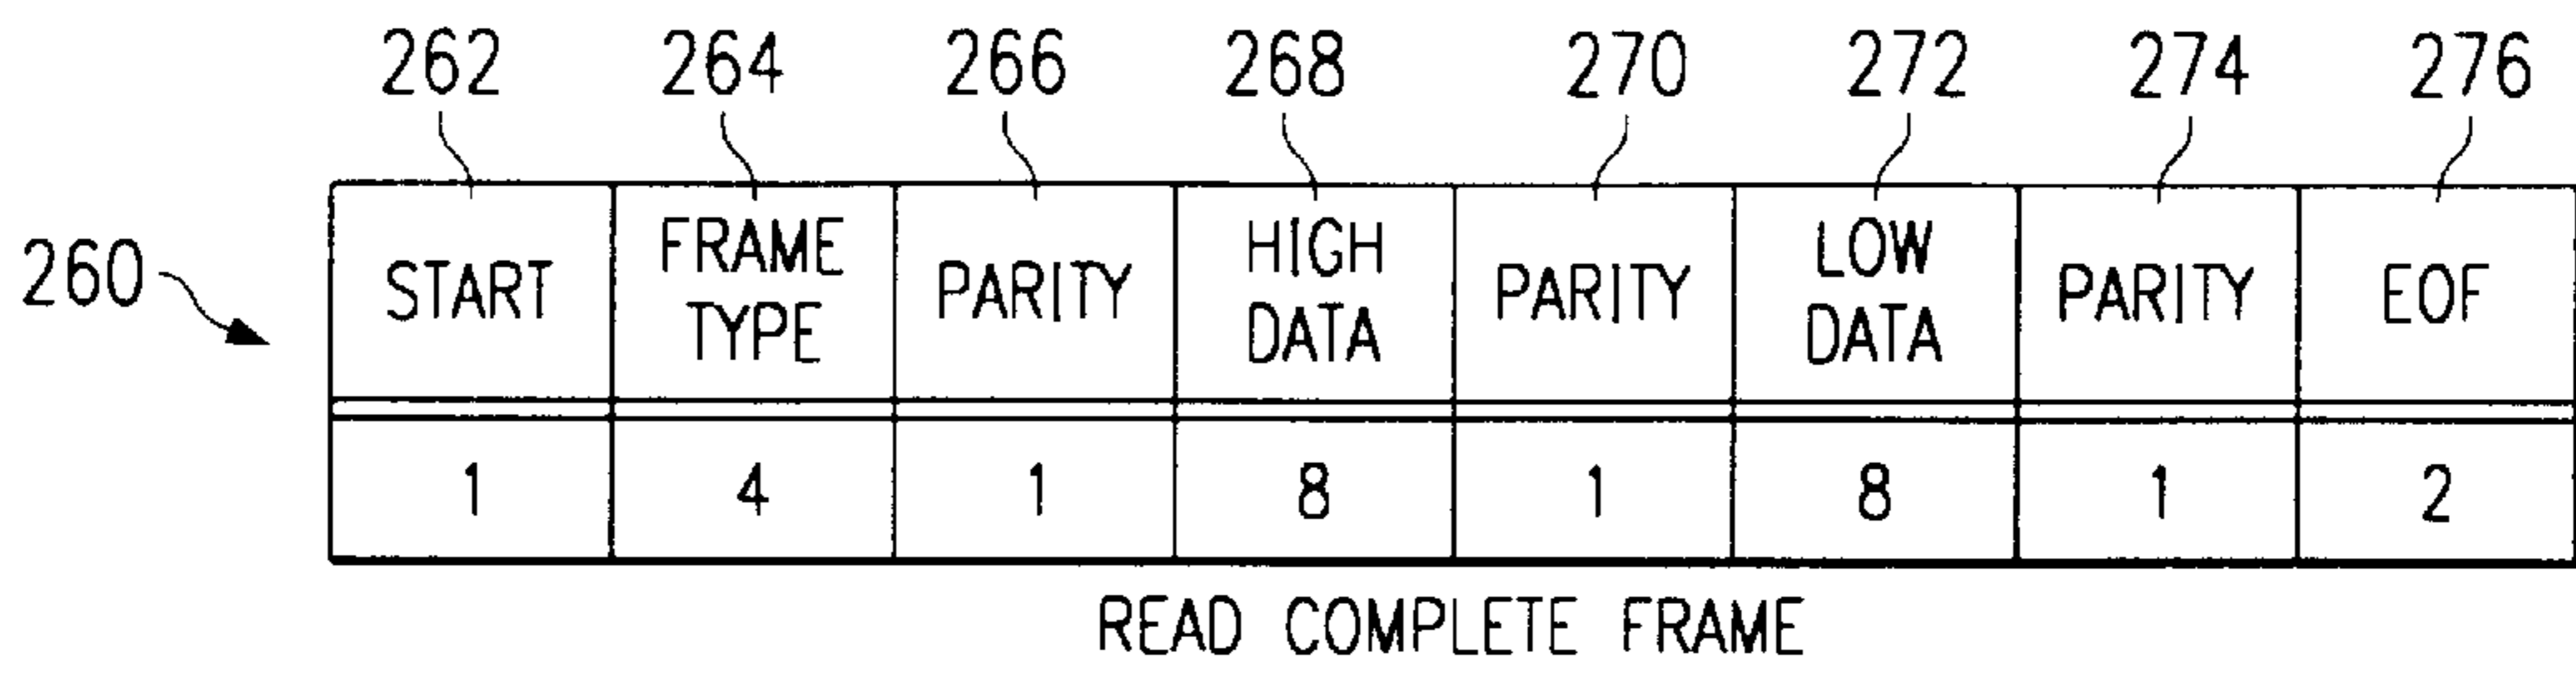 262 264 266 268 270 272 274 276
260
START FRAME TYPE PARITY HIGH DATA PARITY LOW DATA PARITY EOF
1 4 1 8 1 8 1 2
READ COMPLETE FRAME